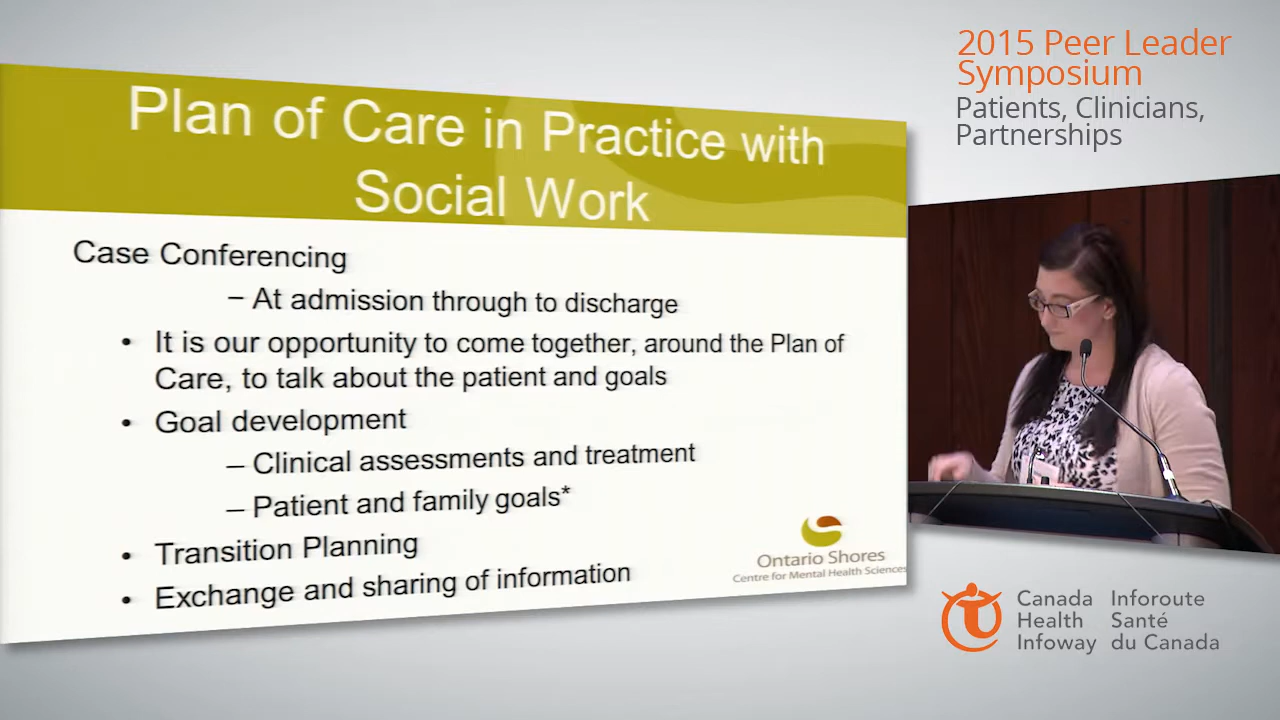 2015 Peer Leader
Symposium
Patients, Clinicians,
Partnerships
Plan of Care in Practice with
Social Work
Case Conferencing
– At admission through to discharge
• It is our opportunity to come together, around the Plan of
Care, to talk about the patient and goals
• Goal development
– Clinical assessments and treatment
– Patient and family goals*
• Transition Planning
• Exchange and sharing of information
Ontario Shores
Centre for Mental Health Sciences
Canada
Health
Infoway
Inforoute
Santé
du Canada